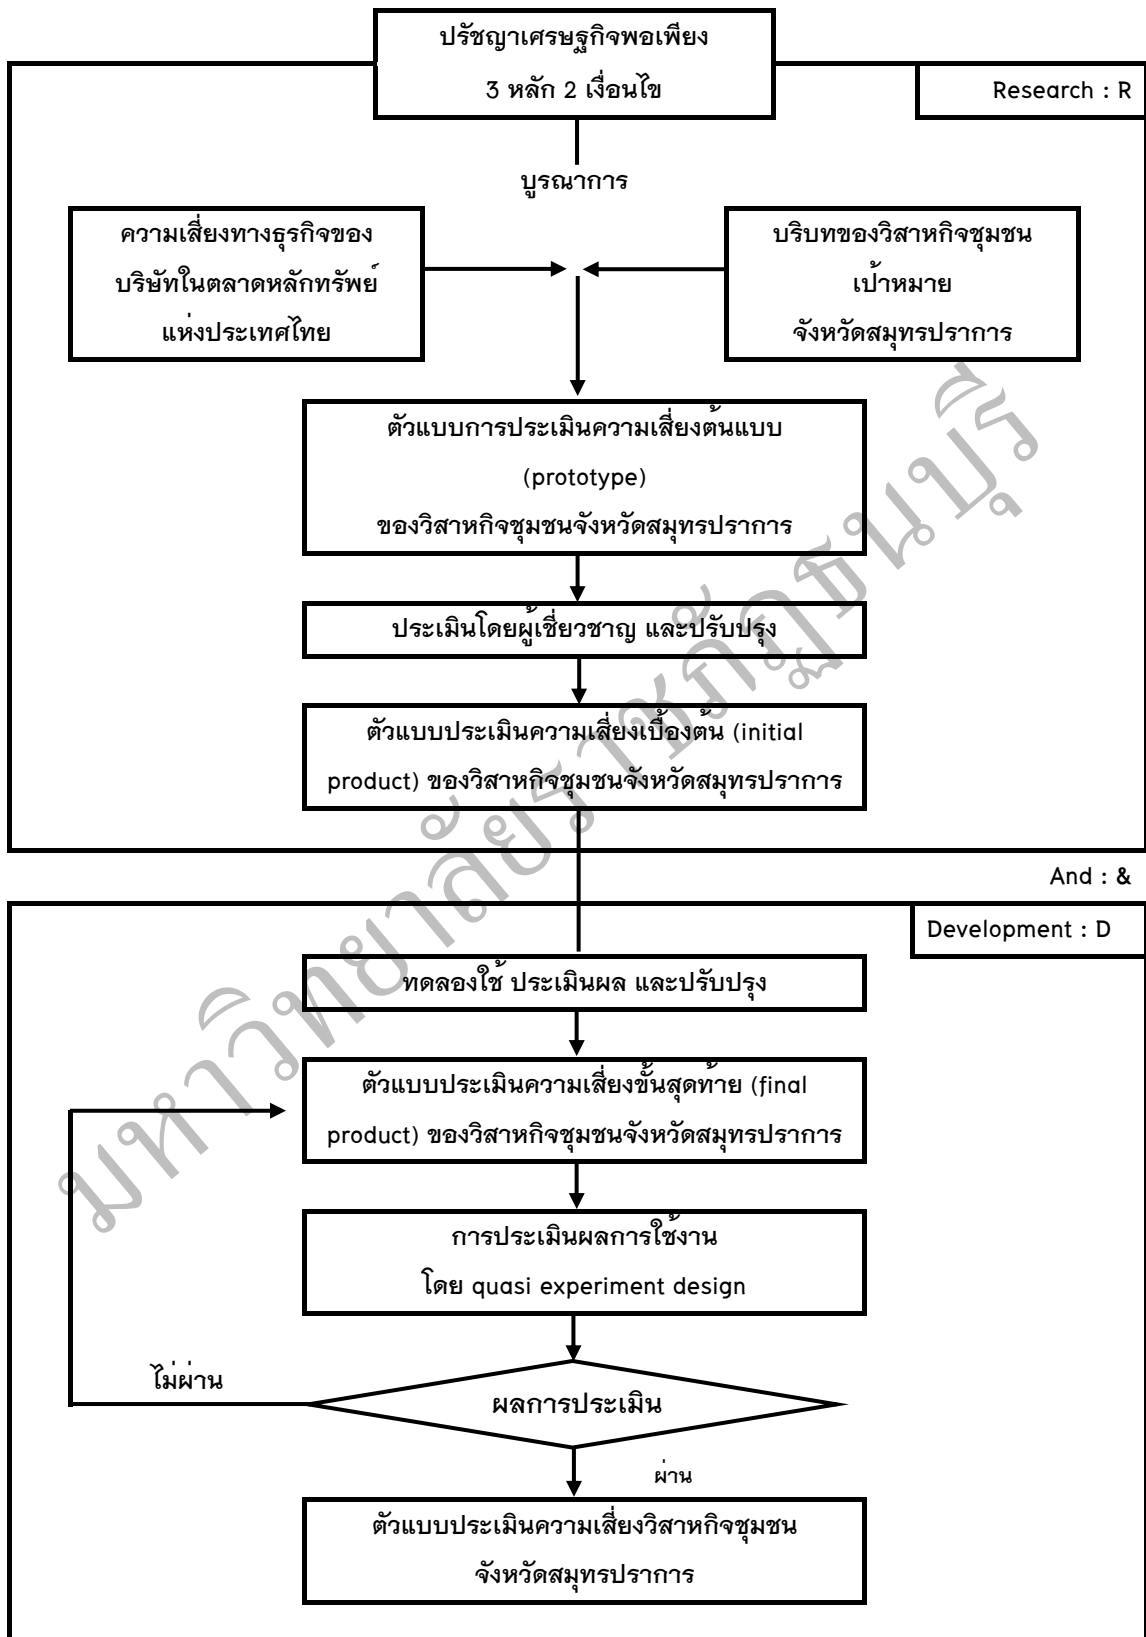 ปรัชญาเศรษฐกิจพอเพียง
3 หลัก 2 เงื่อนไข
Research : R
บูรณาการ
ความเสี่ยงทางธุรกิจของ
บริษัทในตลาดหลักทรัพย์
แห่งประเทศไทย
บริบทของวิสาหกิจชุมชน
เป้าหมาย
จังหวัดสมุทรปราการ
ตัวแบบการประเมินความเสี่ยงต้นแบบ
(prototype)
ของวิสาหกิจชุมชนจังหวัดสมุทรปราการ
ประเมินโดยผู้เชี่ยวชาญ และปรับปรุง
ตัวแบบประเมินความเสี่ยงเบื้องต้น (initial
product) ของวิสาหกิจชุมชนจังหวัดสมุทรปราการ
And : &
Development : D
ทดลองใช้ ประเมินผล และปรับปรุง
ตัวแบบประเมินความเสี่ยงขั้นสุดท้าย (final
product) ของวิสาหกิจชุมชนจังหวัดสมุทรปราการ
การประเมินผลการใช้งาน
โดย quasi experiment design
ไม่ผ่าน
ผลการประเมิน
ผ่าน
ตัวแบบประเมินความเสี่ยงวิสาหกิจชุมชน
จังหวัดสมุทรปราการ
มหาวิทยาลัยราชภัฏธนบุรี